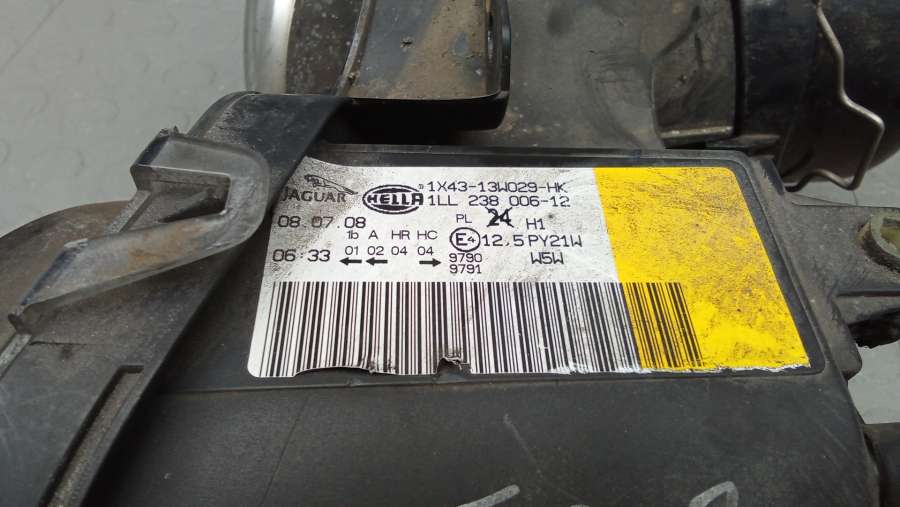 JAGUAR HELLA 1X43-13W029-HK
1LL 238 006-12
08.07.08 PL 24 H1
1b A HR HC E4 12,5 PY21W
06:33 01 02 04 04 9790 W5W
9791